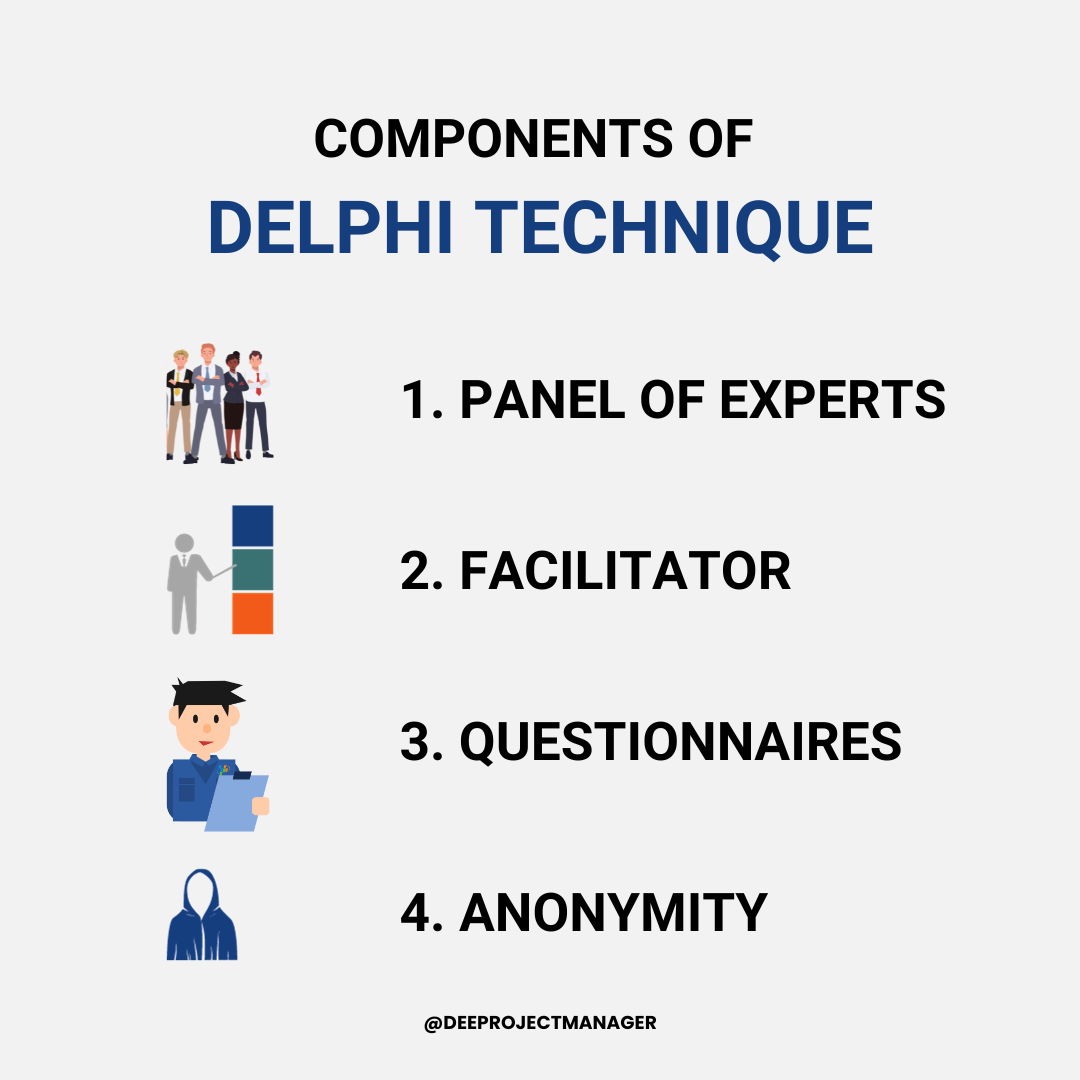 COMPONENTS OF
DELPHI TECHNIQUE
1. PANEL OF EXPERTS
2. FACILITATOR
3. QUESTIONNAIRES
4. ANONYMITY
@DEEPROJECTMANAGER